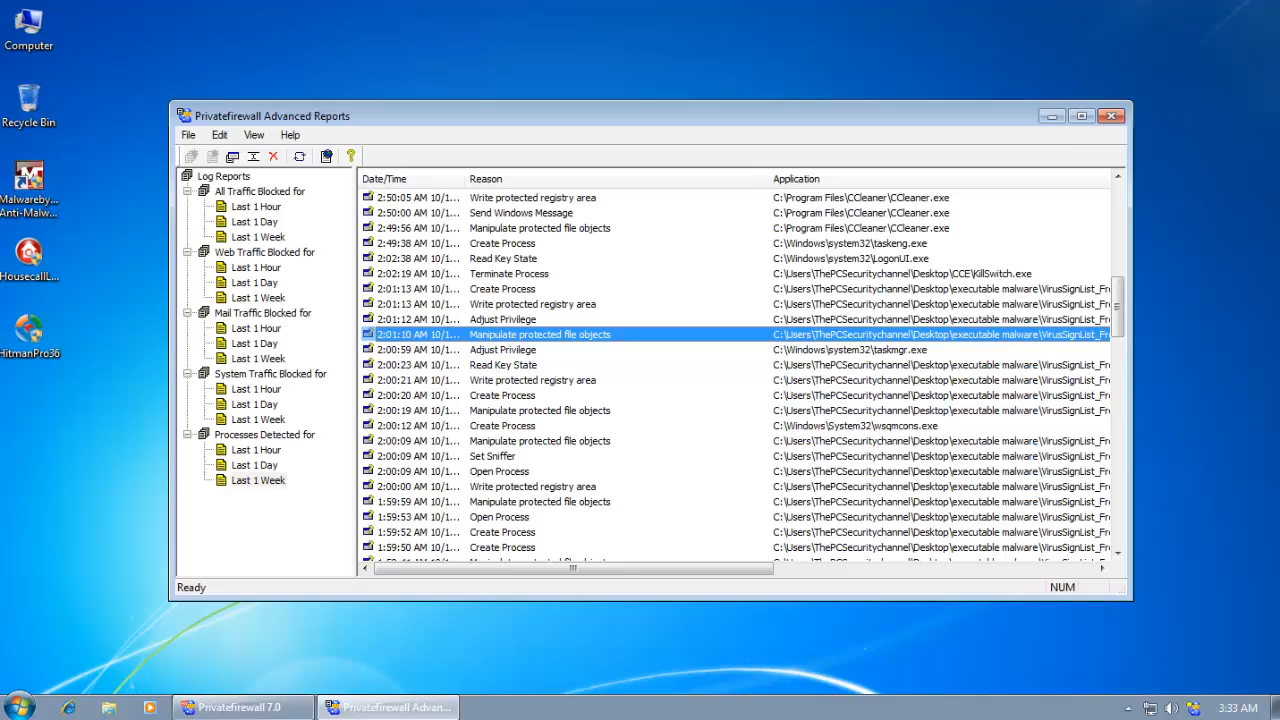 Computer
Recycle Bin
Malwareby...
Anti-Malw...
HousecallL...
HitmanPro36
Privatefirewall Advanced Reports
File Edit View Help
Log Reports
All Traffic Blocked for
Last 1 Hour
Last 1 Day
Last 1 Week
Web Traffic Blocked for
Last 1 Hour
Last 1 Day
Last 1 Week
Mail Traffic Blocked for
Last 1 Hour
Last 1 Day
Last 1 Week
System Traffic Blocked for
Last 1 Hour
Last 1 Day
Last 1 Week
Processes Detected for
Last 1 Hour
Last 1 Day
Last 1 Week
Date/Time Reason Application
2:50:05 AM 10/1... Write protected registry area C:\Program Files\CCleaner\CCleaner.exe
2:50:00 AM 10/1... Send Windows Message C:\Program Files\CCleaner\CCleaner.exe
2:49:56 AM 10/1... Manipulate protected file objects C:\Program Files\CCleaner\CCleaner.exe
2:49:38 AM 10/1... Create Process C:\Windows\system32\taskeng.exe
2:02:38 AM 10/1... Read Key State C:\Windows\system32\LogonUI.exe
2:02:19 AM 10/1... Terminate Process C:\Users\ThePCSecuritychannel\Desktop\CCE\KillSwitch.exe
2:01:13 AM 10/1... Create Process C:\Users\ThePCSecuritychannel\Desktop\executable malware\VirusSignList_Fr
2:01:13 AM 10/1... Write protected registry area C:\Users\ThePCSecuritychannel\Desktop\executable malware\VirusSignList_Fr
2:01:12 AM 10/1... Adjust Privilege C:\Users\ThePCSecuritychannel\Desktop\executable malware\VirusSignList_Fr
2:01:10 AM 10/1... Manipulate protected file objects C:\Users\ThePCSecuritychannel\Desktop\executable malware\VirusSignList_Fr
2:00:59 AM 10/1... Adjust Privilege C:\Windows\system32\taskmgr.exe
2:00:23 AM 10/1... Read Key State C:\Users\ThePCSecuritychannel\Desktop\executable malware\VirusSignList_Fr
2:00:21 AM 10/1... Write protected registry area C:\Users\ThePCSecuritychannel\Desktop\executable malware\VirusSignList_Fr
2:00:20 AM 10/1... Create Process C:\Users\ThePCSecuritychannel\Desktop\executable malware\VirusSignList_Fr
2:00:19 AM 10/1... Manipulate protected file objects C:\Users\ThePCSecuritychannel\Desktop\executable malware\VirusSignList_Fr
2:00:12 AM 10/1... Create Process C:\Windows\System32\wsqmcons.exe
2:00:09 AM 10/1... Manipulate protected file objects C:\Users\ThePCSecuritychannel\Desktop\executable malware\VirusSignList_Fr
2:00:09 AM 10/1... Set Sniffer C:\Users\ThePCSecuritychannel\Desktop\executable malware\VirusSignList_Fr
2:00:09 AM 10/1... Open Process C:\Users\ThePCSecuritychannel\Desktop\executable malware\VirusSignList_Fr
2:00:00 AM 10/1... Write protected registry area C:\Users\ThePCSecuritychannel\Desktop\executable malware\VirusSignList_Fr
1:59:59 AM 10/1... Manipulate protected file objects C:\Users\ThePCSecuritychannel\Desktop\executable malware\VirusSignList_Fr
1:59:53 AM 10/1... Open Process C:\Users\ThePCSecuritychannel\Desktop\executable malware\VirusSignList_Fr
1:59:52 AM 10/1... Create Process C:\Users\ThePCSecuritychannel\Desktop\executable malware\VirusSignList_Fr
1:59:50 AM 10/1... Create Process C:\Users\ThePCSecuritychannel\Desktop\executable malware\VirusSignList_Fr
Ready NUM
Privatefirewall 7.0 Privatefirewall Advan... 3:33 AM